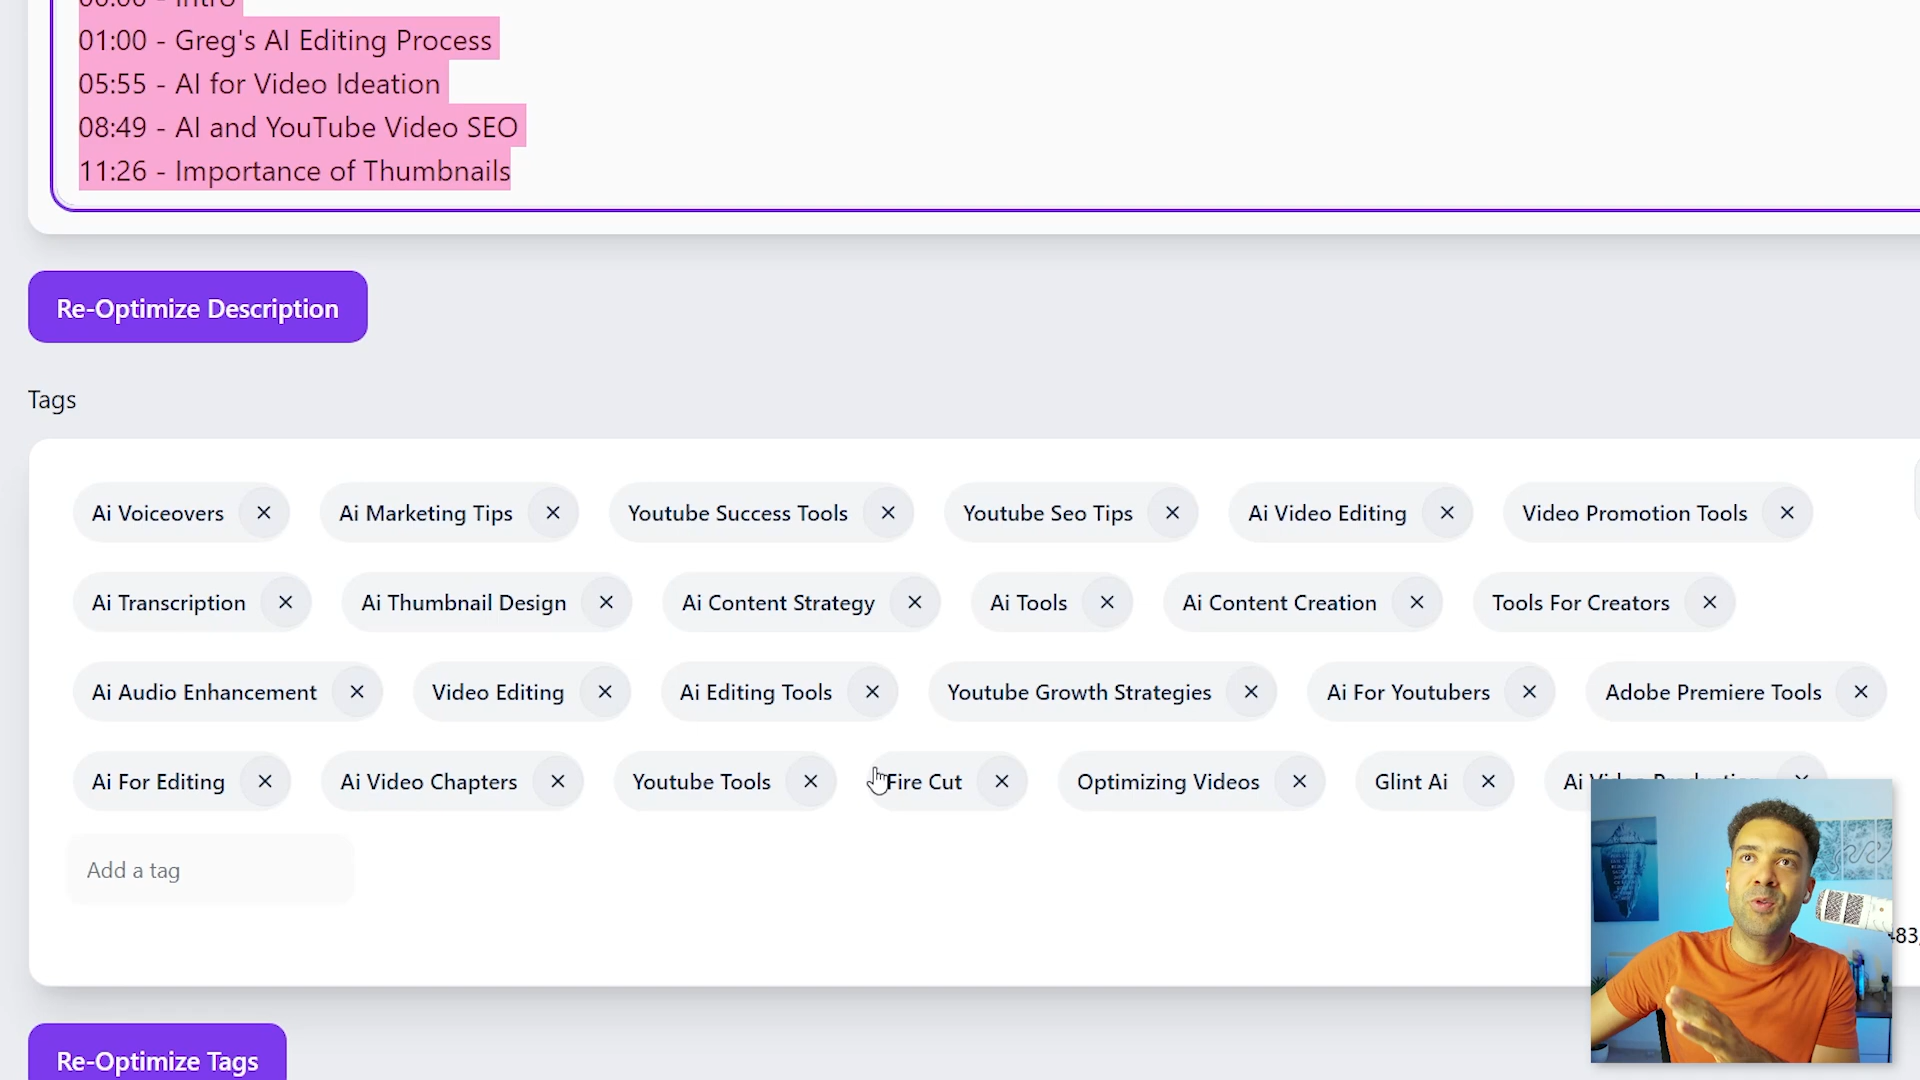 00:00 - Intro
01:00 - Greg's AI Editing Process
05:55 - AI for Video Ideation
08:49 - AI and YouTube Video SEO
11:26 - Importance of Thumbnails
Re-Optimize Description
Tags
Ai Voiceovers × Ai Marketing Tips × Youtube Success Tools × Youtube Seo Tips × Ai Video Editing × Video Promotion Tools ×
Ai Transcription × Ai Thumbnail Design × Ai Content Strategy × Ai Tools × Ai Content Creation × Tools For Creators ×
Ai Audio Enhancement × Video Editing × Ai Editing Tools × Youtube Growth Strategies × Ai For Youtubers × Adobe Premiere Tools ×
Ai For Editing × Ai Video Chapters × Youtube Tools × Fire Cut × Optimizing Videos × Glint Ai × Ai Video Production ×
Add a tag
Re-Optimize Tags